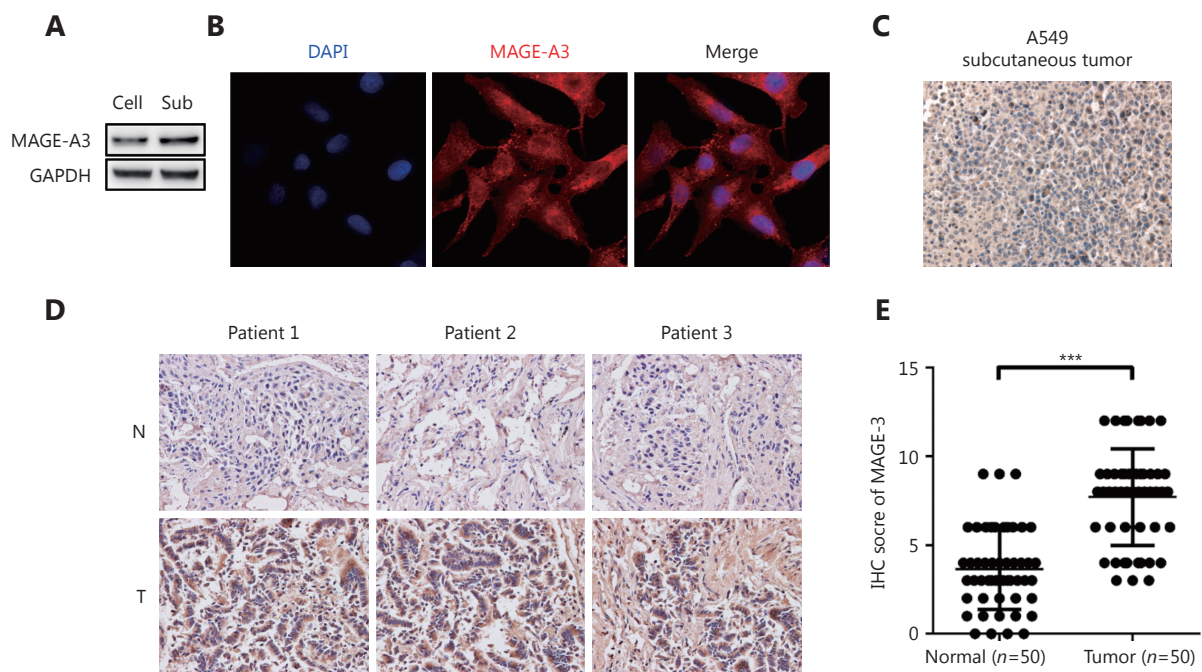 A
Cell Sub
MAGE-A3
GAPDH
B
DAPI MAGE-A3 Merge
C
A549
subcutaneous tumor
D
Patient 1 Patient 2 Patient 3
N
T
E
***
IHC socre of MAGE-3
15
10
5
0
Normal (n=50) Tumor (n=50)